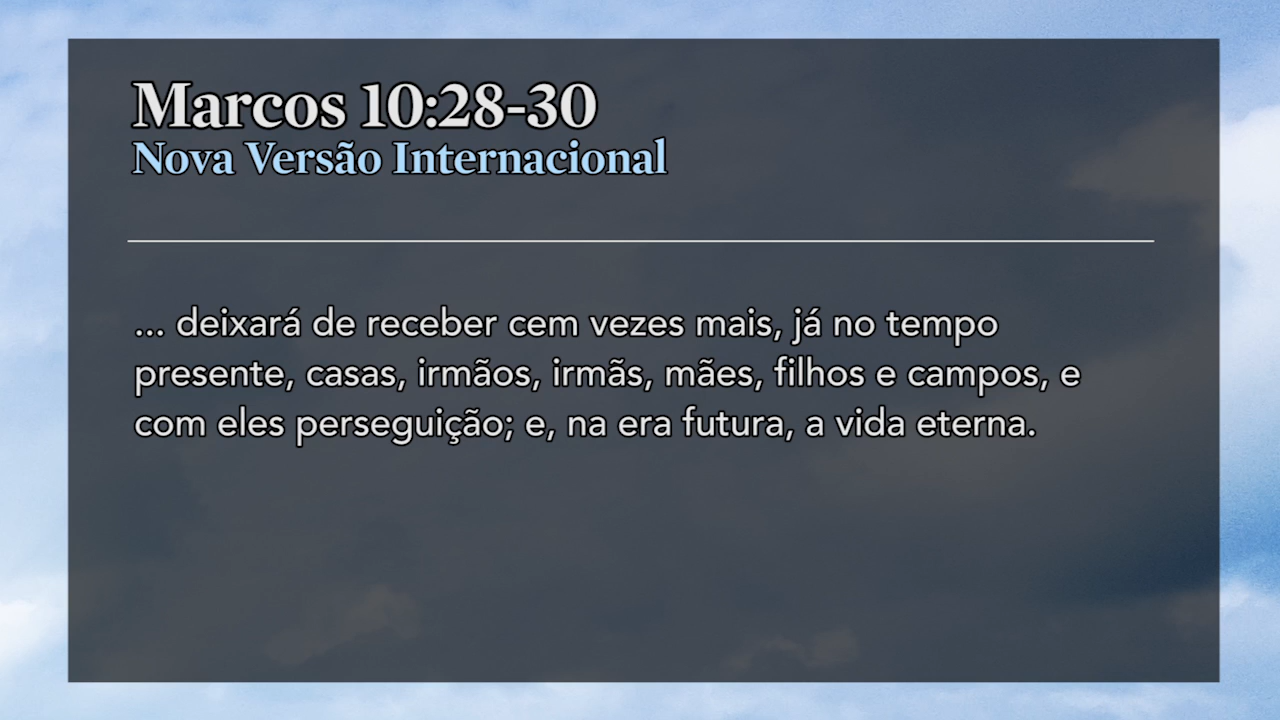 Marcos 10:28-30
Nova Versão Internacional
... deixará de receber cem vezes mais, já no tempo
presente, casas, irmãos, irmãs, mães, filhos e campos, e
com eles perseguição; e, na era futura, a vida eterna.